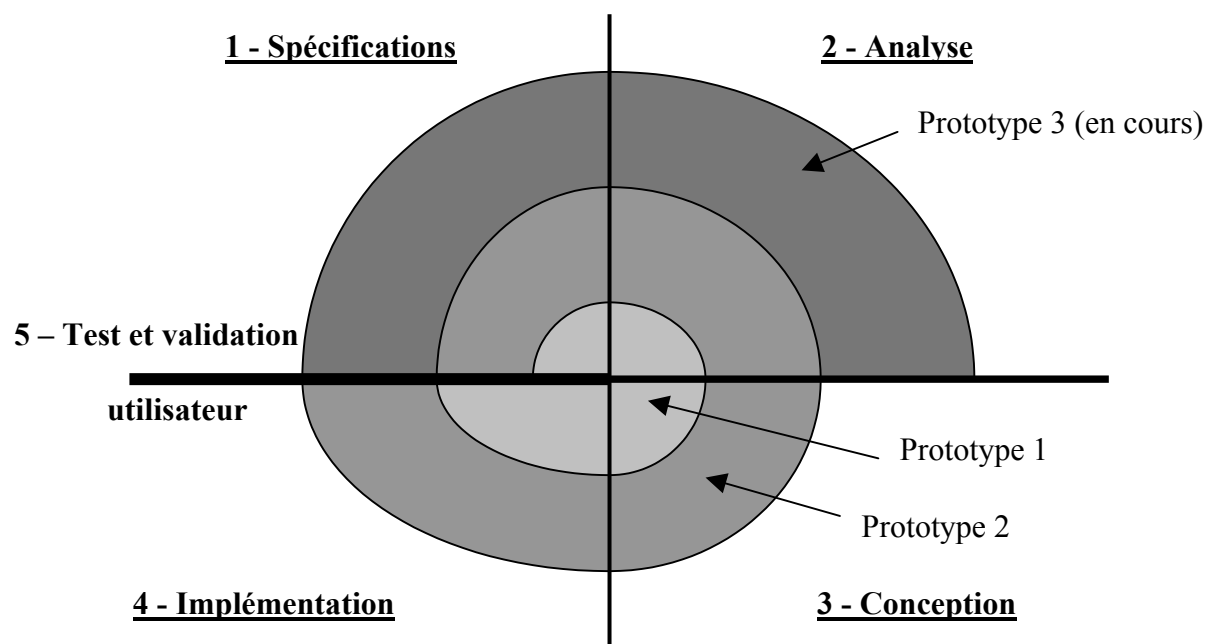 1 - Spécifications
2 - Analyse
Prototype 3 (en cours)
5 – Test et validation
utilisateur
Prototype 1
Prototype 2
4 - Implémentation
3 - Conception